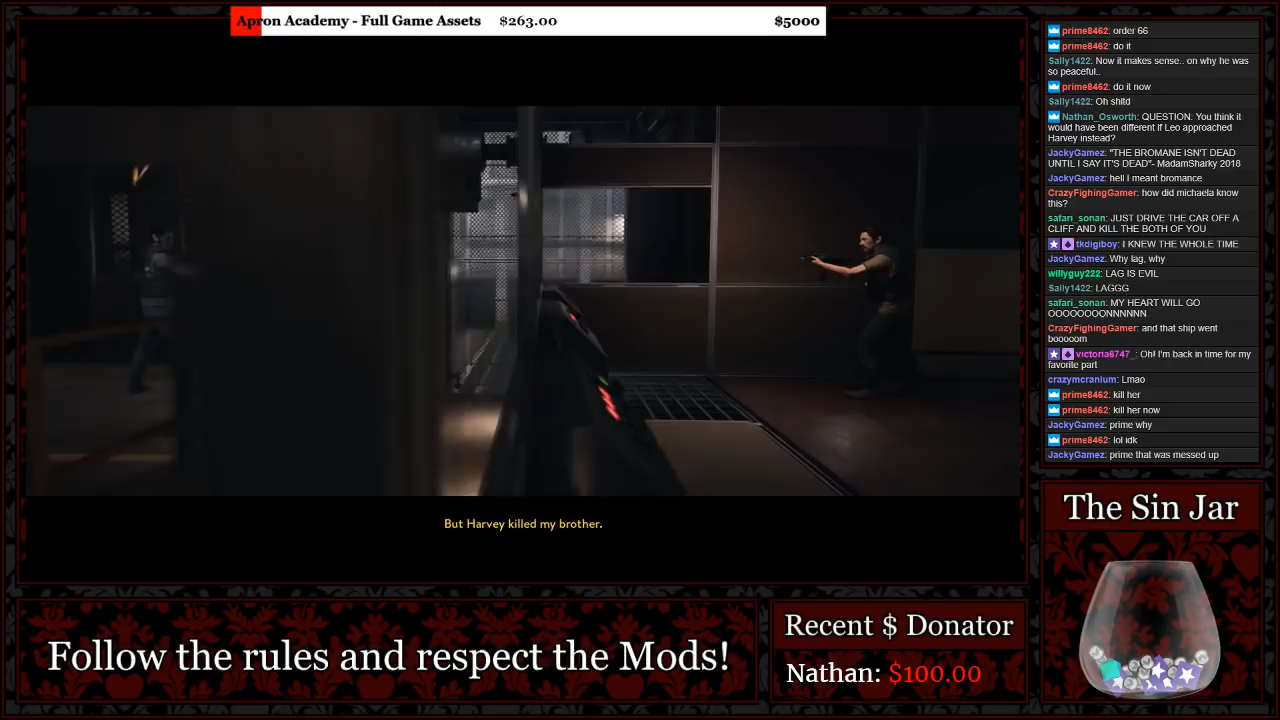 Apron Academy - Full Game Assets $263.00 $5000
prime8462: order 66
prime8462: do it
Sally1422: Now it makes sense.. on why he was
so peaceful..
prime8462: do it now
Sally1422: Oh shitd
Nathan_Osworth: QUESTION: You think it
would have been different if Leo approached
Harvey instead?
JackyGamez: "THE BROMANE ISN'T DEAD
UNTIL I SAY IT'S DEAD"- MadamSharky 2018
JackyGamez: hell I meant bromance
CrazyFighingGamer: how did michaela know
this?
safari_sonan: JUST DRIVE THE CAR OFF A
CLIFF AND KILL THE BOTH OF YOU
tkdigiboy: I KNEW THE WHOLE TIME
JackyGamez: Why lag, why
willyguy222: LAG IS EVIL
Sally1422: LAGGG
safari_sonan: MY HEART WILL GO
OOOOOOOONNNNNN
CrazyFighingGamer: and that ship went
booooom
victoria6747_: Oh! I'm back in time for my
favorite part
crazymcranium: Lmao
prime8462: kill her
prime8462: kill her now
JackyGamez: prime why
prime8462: lol idk
JackyGamez: prime that was messed up
But Harvey killed my brother.
The Sin Jar
Follow the rules and respect the Mods!
Recent $ Donator
Nathan: $100.00